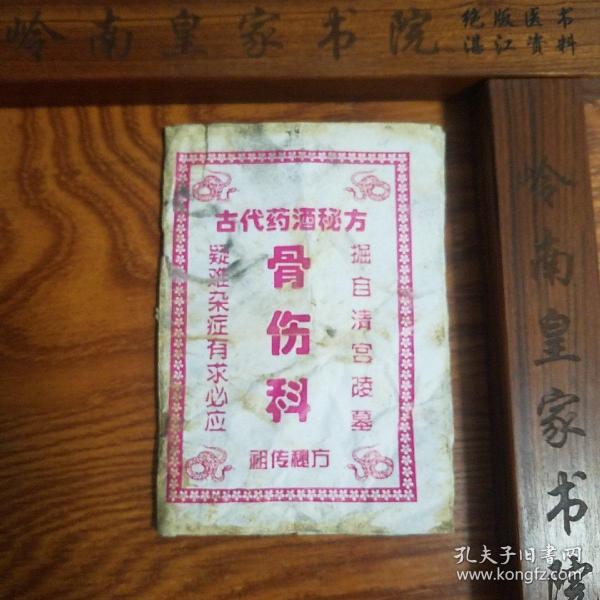 岭南皇家书院
绝版医书
湛江资料
古代药酒秘方
掘自清宫陵墓
骨伤科
疑难杂症有求必应
祖传秘方
岭南皇家书院
孔夫子旧书网
www.kongfz.com